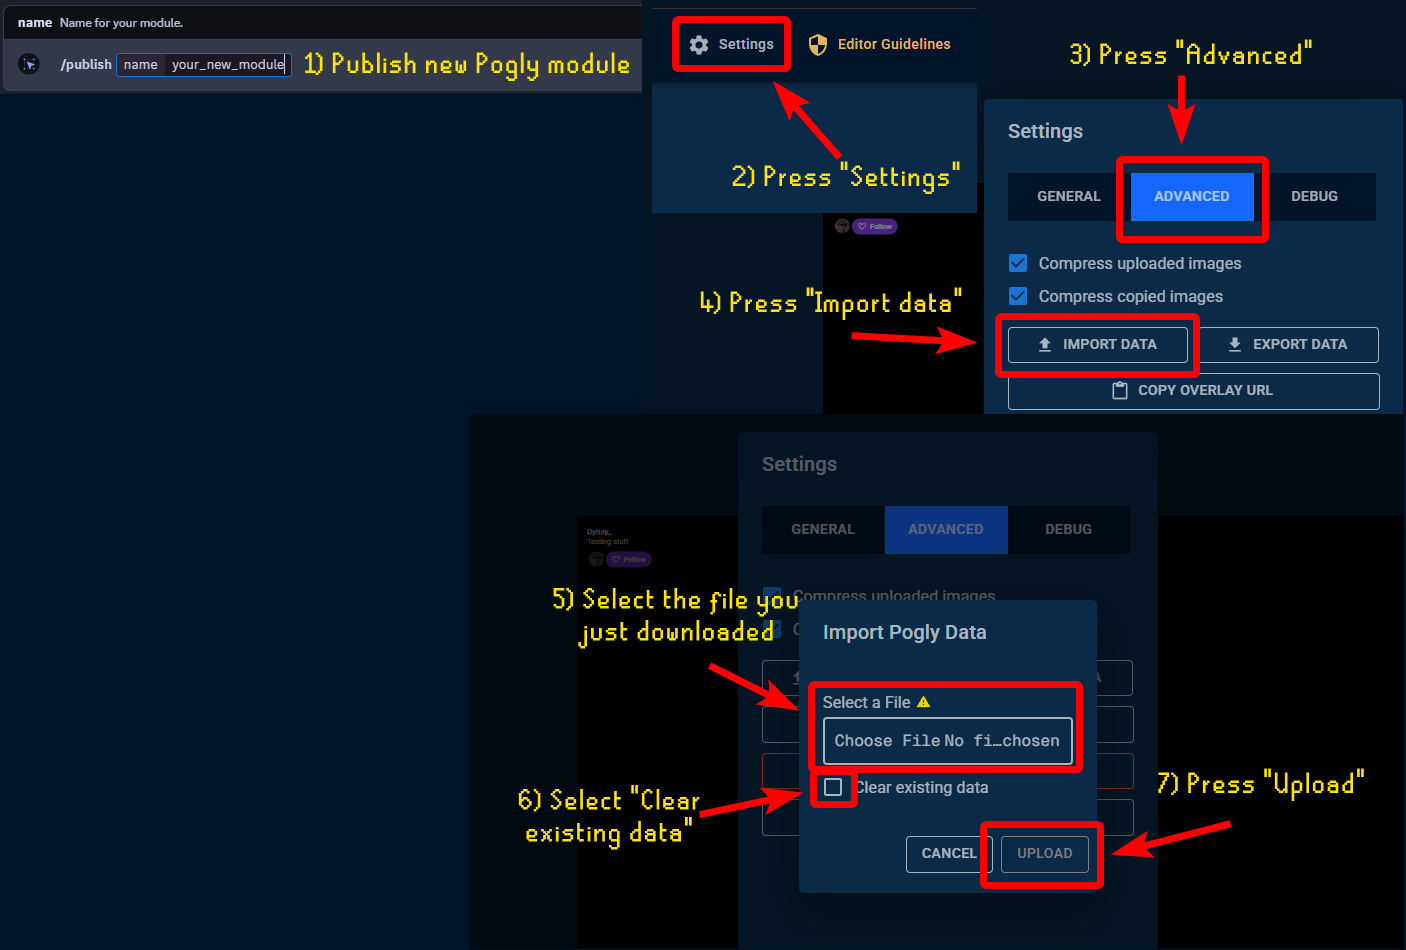 name Name for your module.
/publish name your_new_module
1) Publish new Pogly module
Settings
Editor Guidelines
2) Press "Settings"
3) Press "Advanced"
Settings
GENERAL
ADVANCED
DEBUG
Follow
Compress uploaded images
Compress copied images
4) Press "Import data"
IMPORT DATA
EXPORT DATA
COPY OVERLAY URL
Settings
GENERAL
ADVANCED
DEBUG
Dynny_
Testing stuff
Follow
Compress uploaded images
C
A
5) Select the file you
just downloaded
Import Pogly Data
Select a File
Choose File No fi...chosen
Clear existing data
6) Select "Clear
existing data"
7) Press "Upload"
CANCEL
UPLOAD